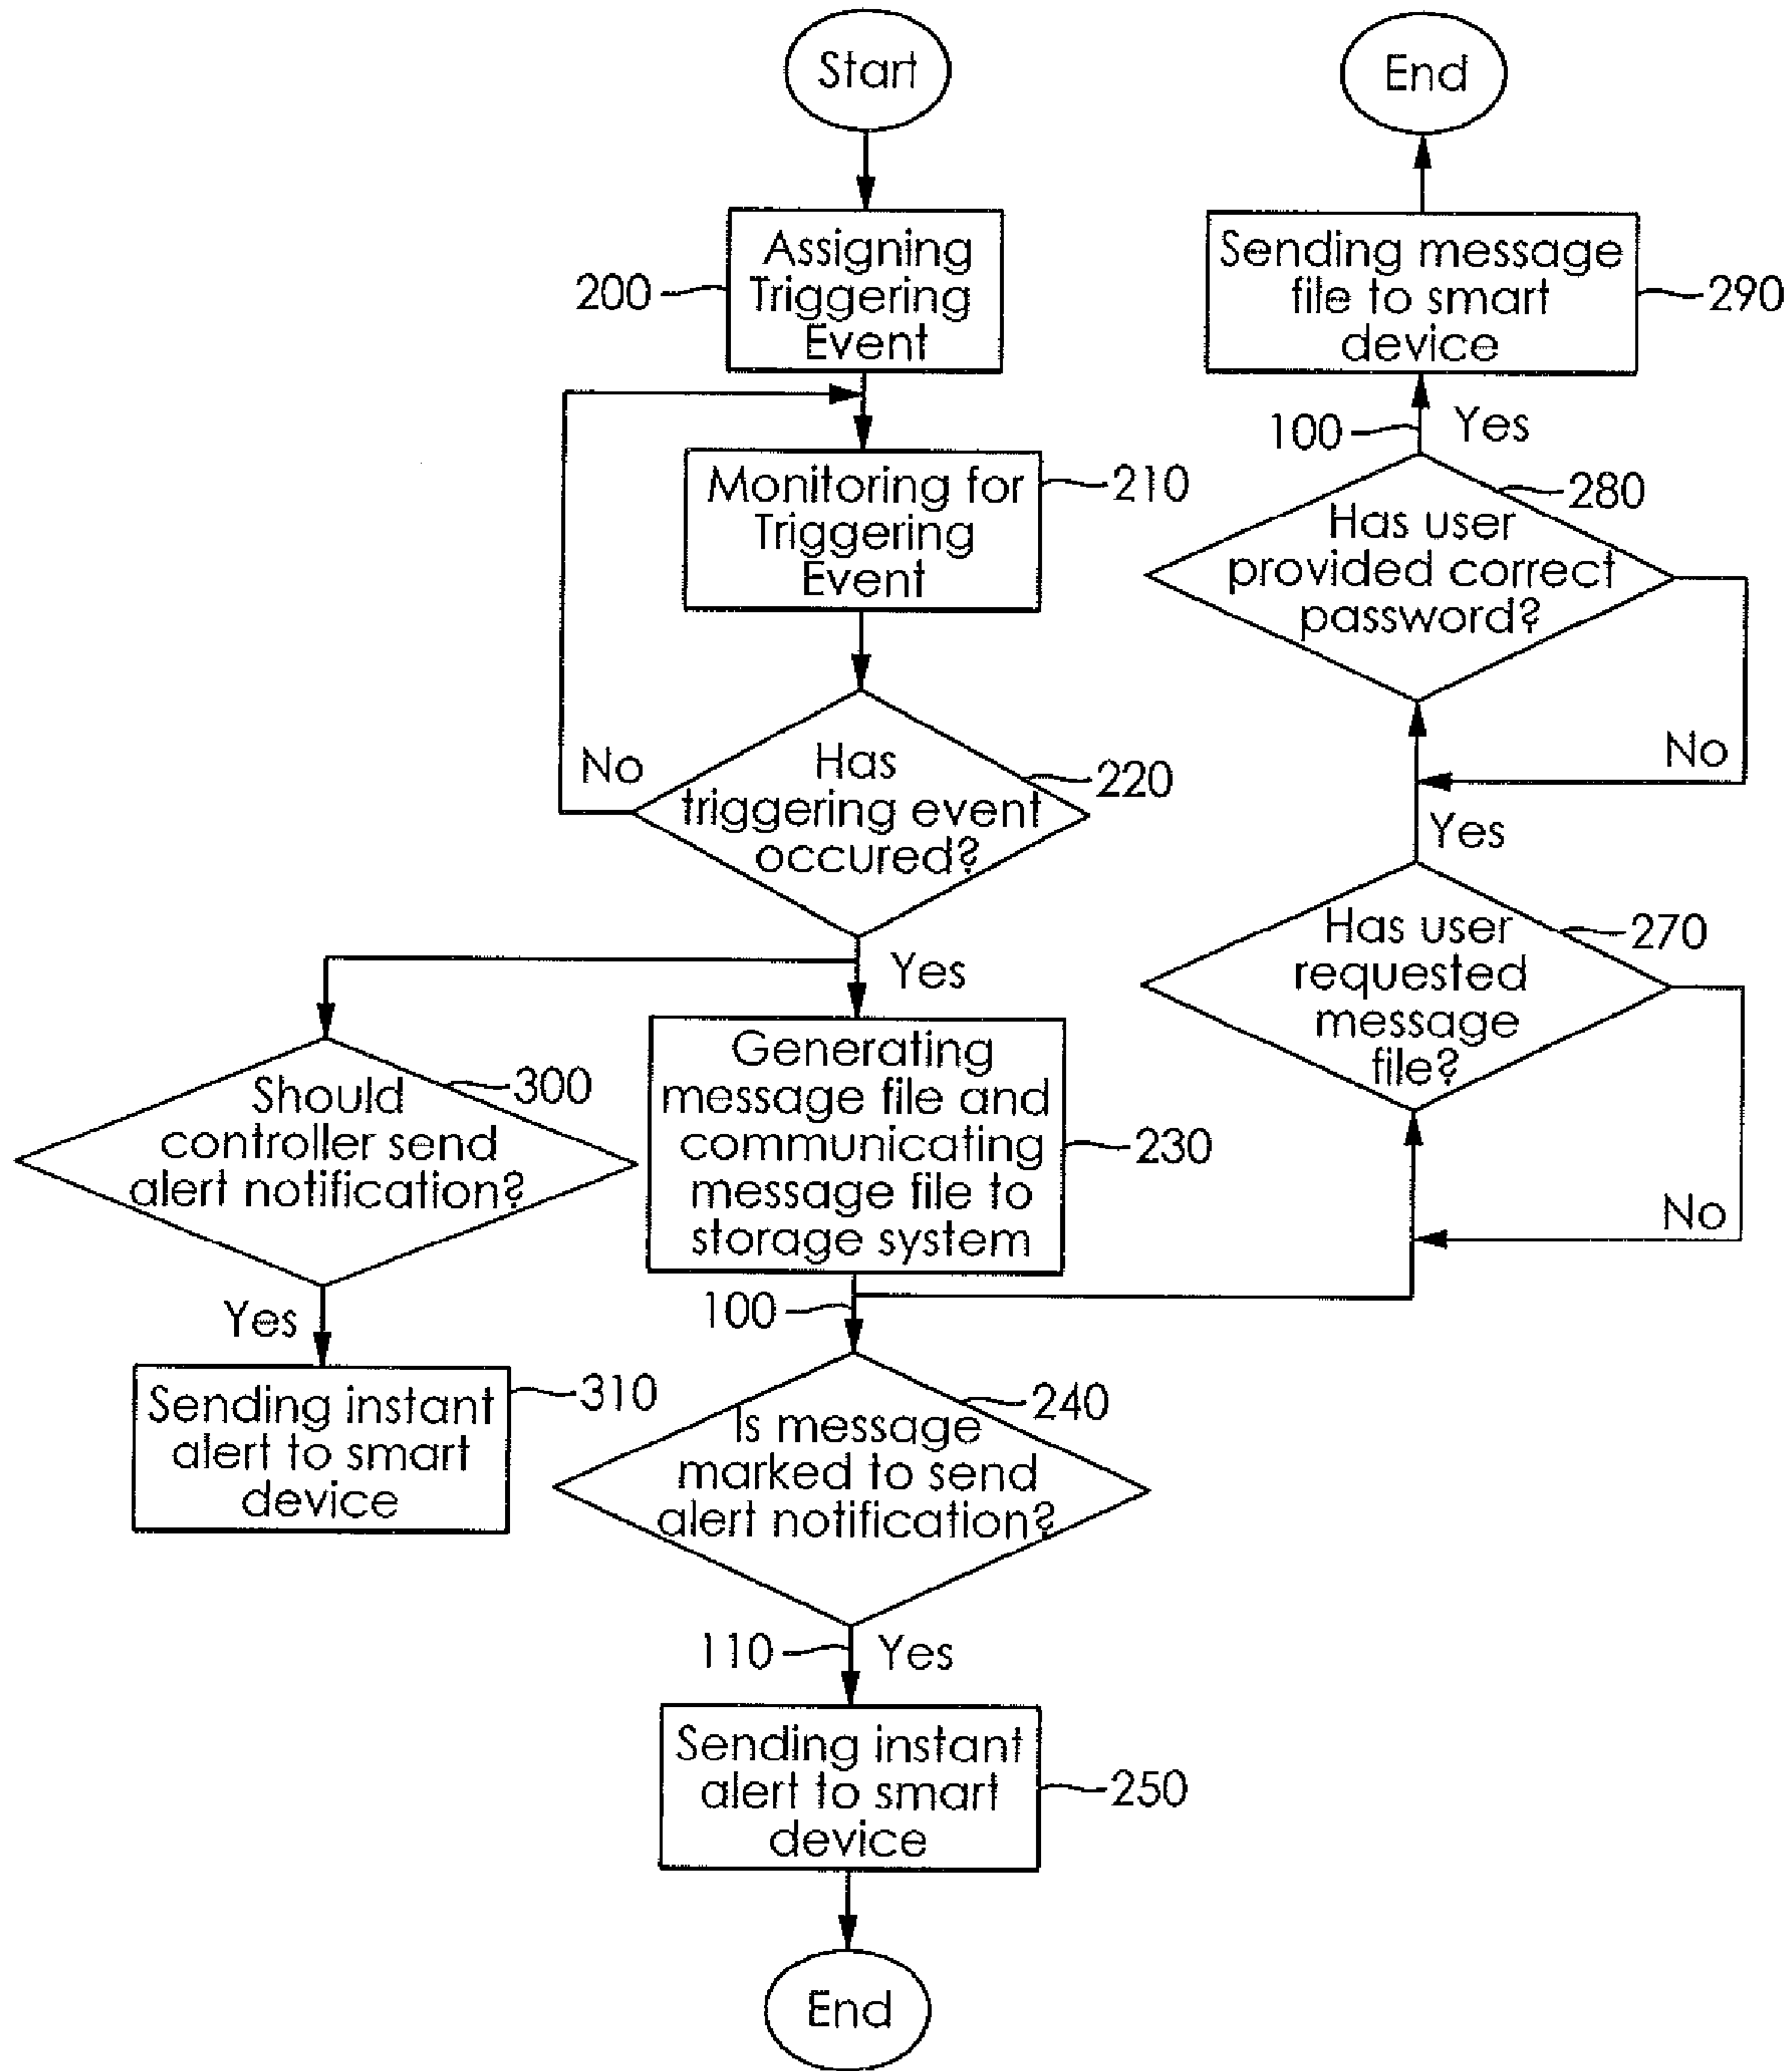 Start
Assigning
Triggering
Event
200
Monitoring for
Triggering
Event
210
Has
triggering event
occured?
220
No
Yes
Should
controller send
alert notification?
300
Yes
Sending instant
alert to smart
device
310
Generating
message file and
communicating
message file to
storage system
230
100
Is message
marked to send
alert notification?
240
110
Yes
Sending instant
alert to smart
device
250
End
End
Sending message
file to smart
device
290
100
Yes
Has user
provided correct
password?
280
No
Yes
Has user
requested
message
file?
270
No